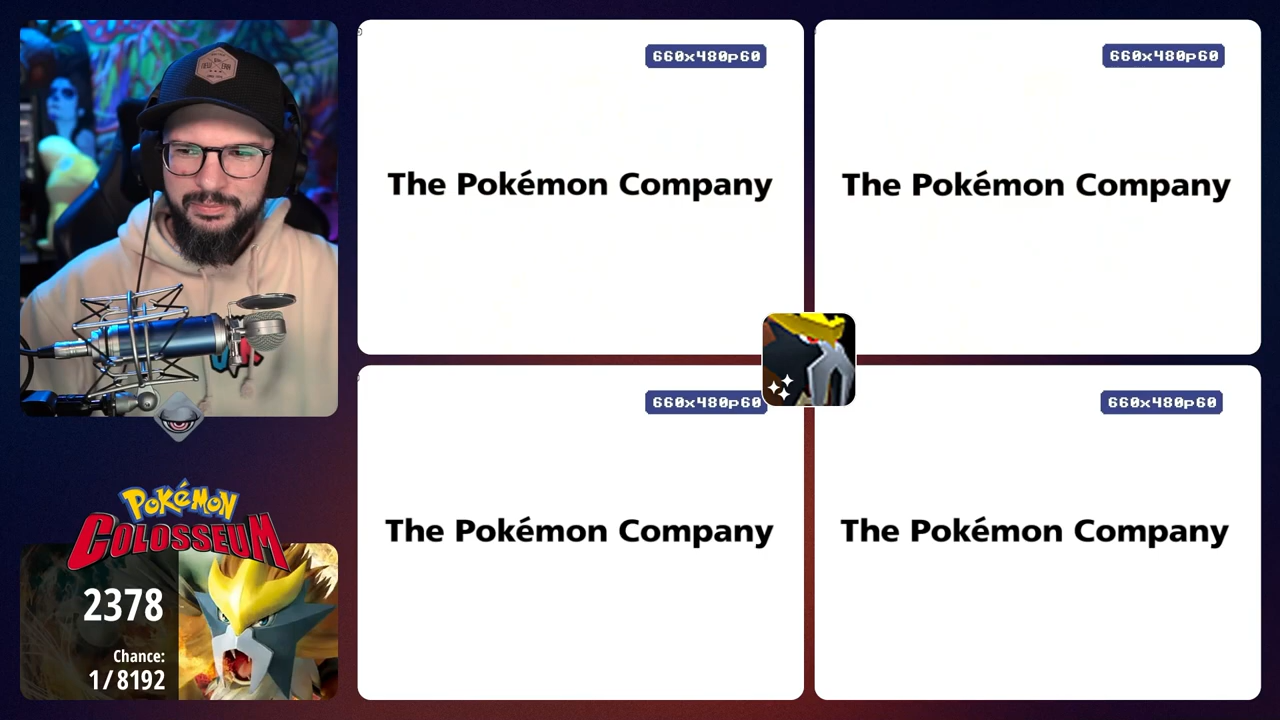 660x480p60
The Pokémon Company
660x480p60
The Pokémon Company
660x480p60
The Pokémon Company
660x480p60
The Pokémon Company
POKéMON
COLOSSEUM
2378
Chance:
1/8192